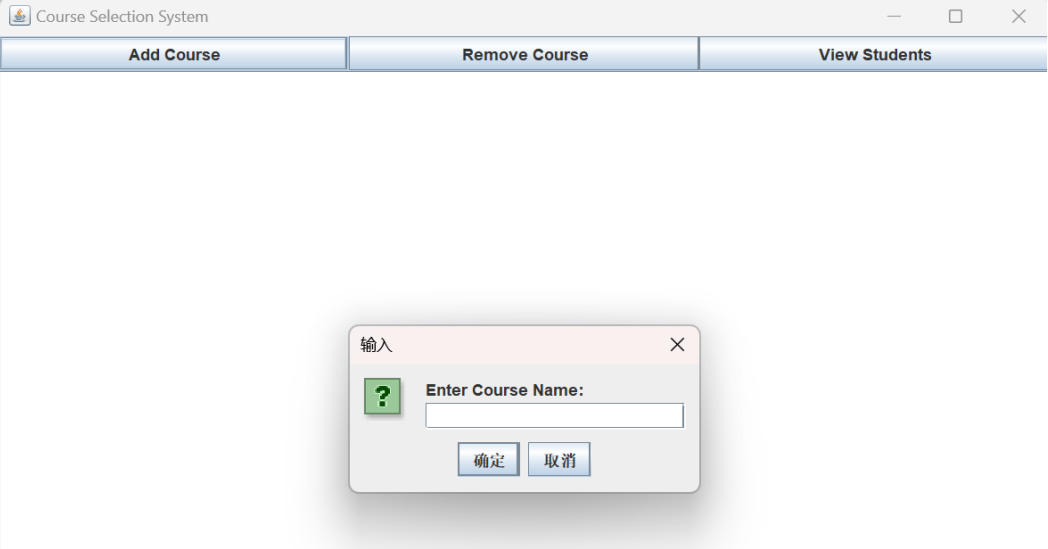 Course Selection System
Add Course Remove Course View Students
输入
?
Enter Course Name:
确定 取消